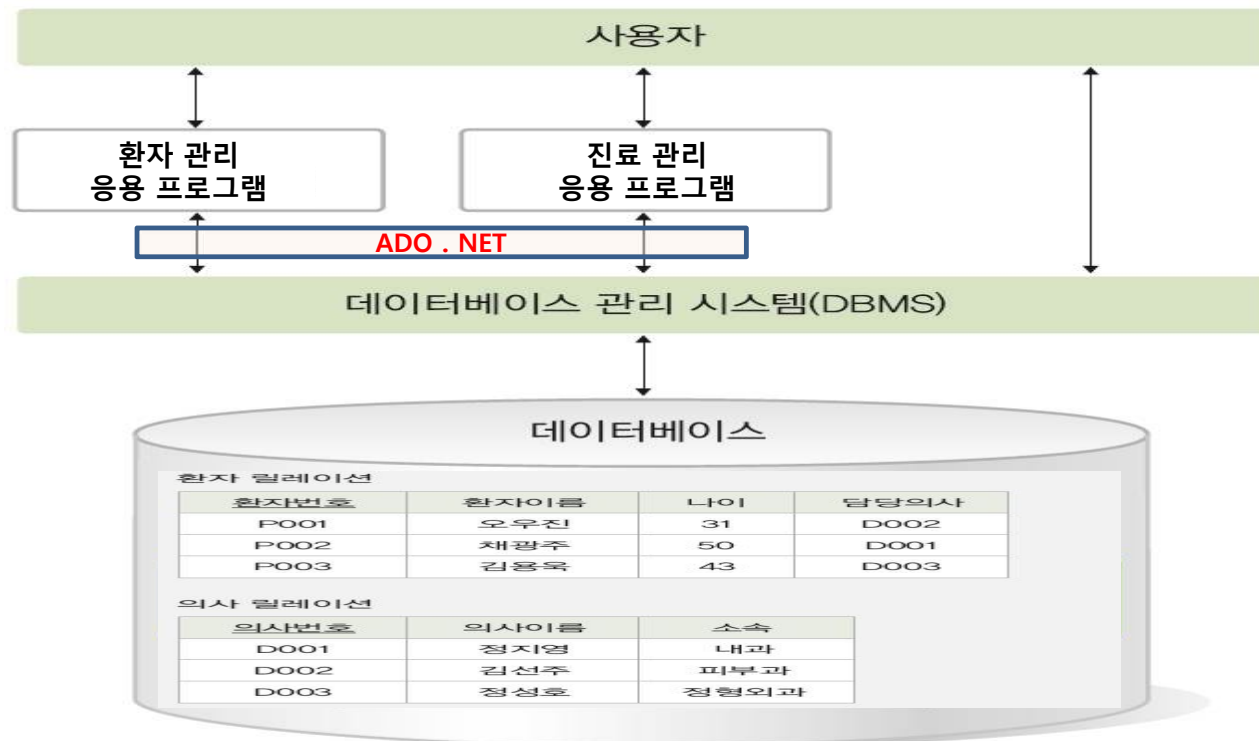 사용자
환자 관리 진료 관리
응용 프로그램 응용 프로그램
ADO . NET
데이터베이스 관리 시스템(DBMS)
데이터베이스
환자 릴레이션
환자번호 환자이름 나이 담당의사
P001 오우진 31 D002
P002 채광주 50 D001
P003 김용욱 43 D003
의사 릴레이션
의사번호 의사이름 소속
D001 정지영 내과
D002 김선주 피부과
D003 정성호 정형외과